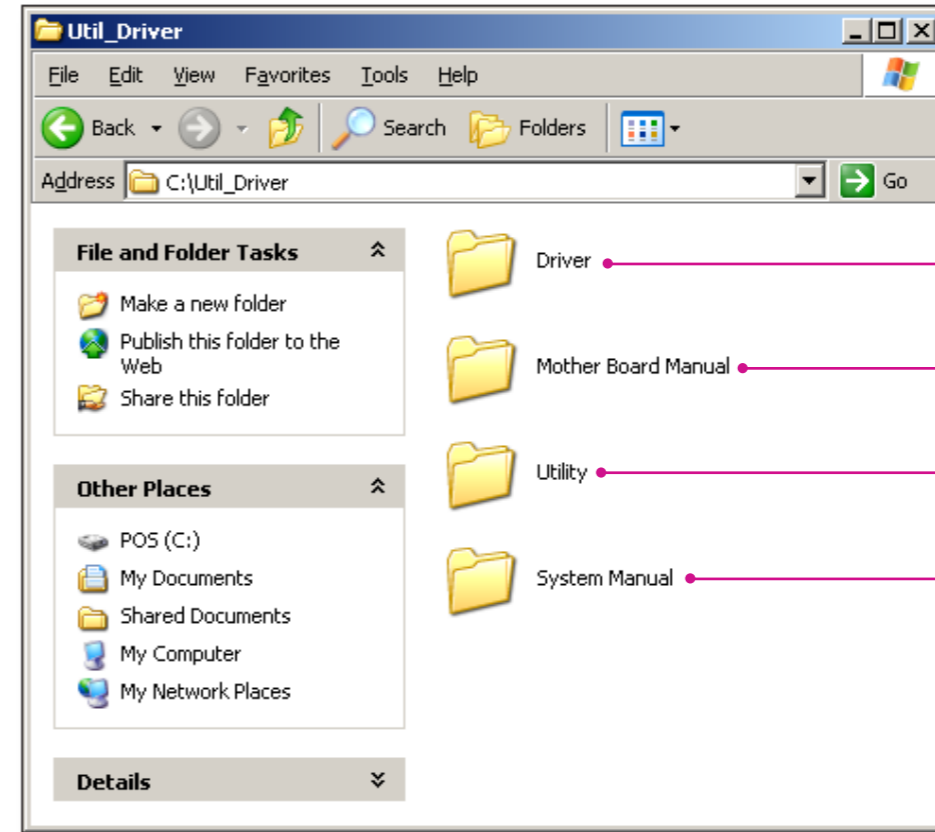 Util_Driver
File Edit View Favorites Tools Help
Back Search Folders
Address C:\Util_Driver Go
File and Folder Tasks
Make a new folder
Publish this folder to the
Web
Share this folder
Other Places
POS (C:)
My Documents
Shared Documents
My Computer
My Network Places
Details
Driver
Mother Board Manual
Utility
System Manual